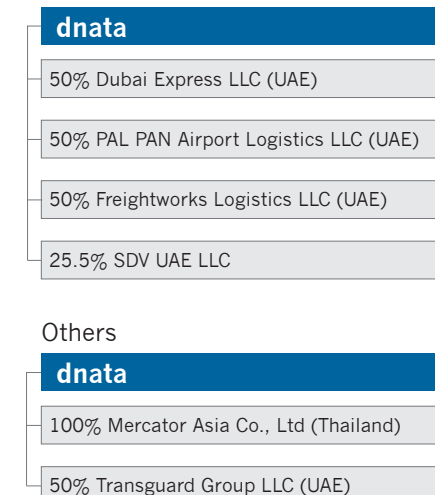 dnata
50% Dubai Express LLC (UAE)
50% PAL PAN Airport Logistics LLC (UAE)
50% Freightworks Logistics LLC (UAE)
25.5% SDV UAE LLC
Others
dnata
100% Mercator Asia Co., Ltd (Thailand)
50% Transguard Group LLC (UAE)